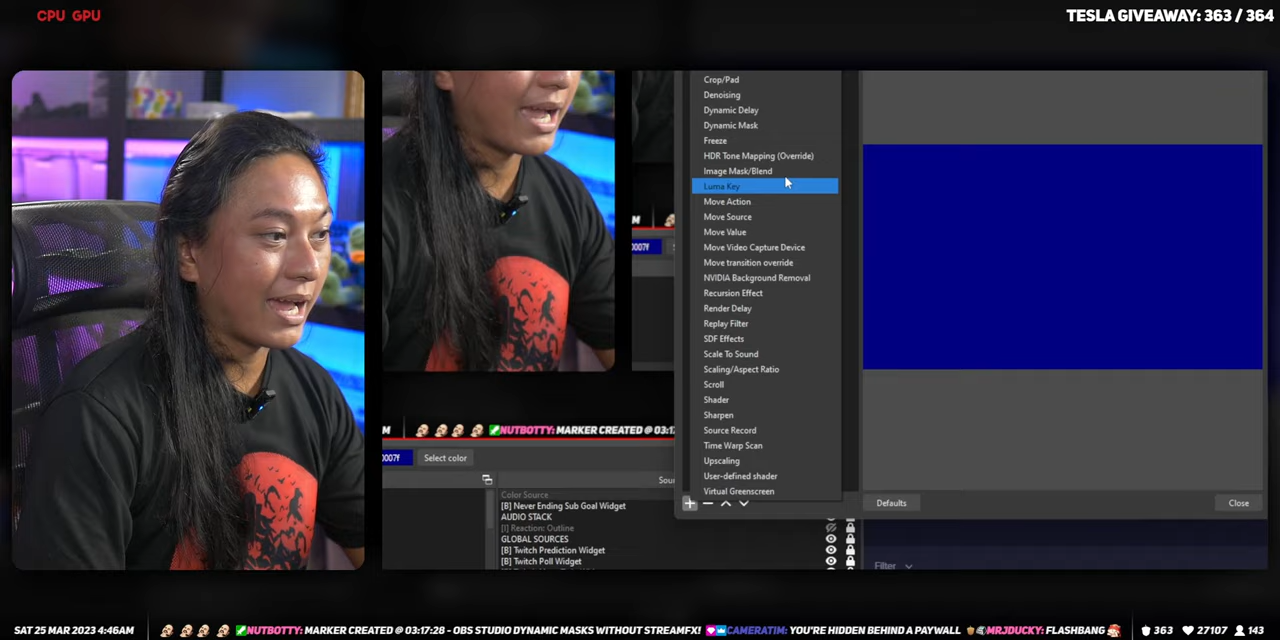 CPU GPU
TESLA GIVEAWAY: 363 / 364
Crop/Pad
Denoising
Dynamic Delay
Dynamic Mask
Freeze
HDR Tone Mapping (Override)
Image Mask/Blend
Luma Key
Move Action
Move Source
Move Value
Move Video Capture Device
Move transition override
NVIDIA Background Removal
Recursion Effect
Render Delay
Replay Filter
SDF Effects
Scale To Sound
Scaling/Aspect Ratio
Scroll
Shader
Sharpen
Source Record
Time Warp Scan
Upscaling
User-defined shader
Virtual Greenscreen
M
0007f
M
NUTBOTTY: MARKER CREATED @ 03:17
0007f
Select color
Sou
Color Source
[B] Never Ending Sub Goal Widget
AUDIO STACK
[I] Reaction: Outline
GLOBAL SOURCES
[B] Twitch Prediction Widget
[B] Twitch Poll Widget
Defaults
Close
Filter
SAT 25 MAR 2023 4:46AM
NUTBOTTY: MARKER CREATED @ 03:17:28 - OBS STUDIO DYNAMIC MASKS WITHOUT STREAMFX!
CAMERATIM: YOU'RE HIDDEN BEHIND A PAYWALL
MRJDUCKY: FLASHBANG
363
27107
143